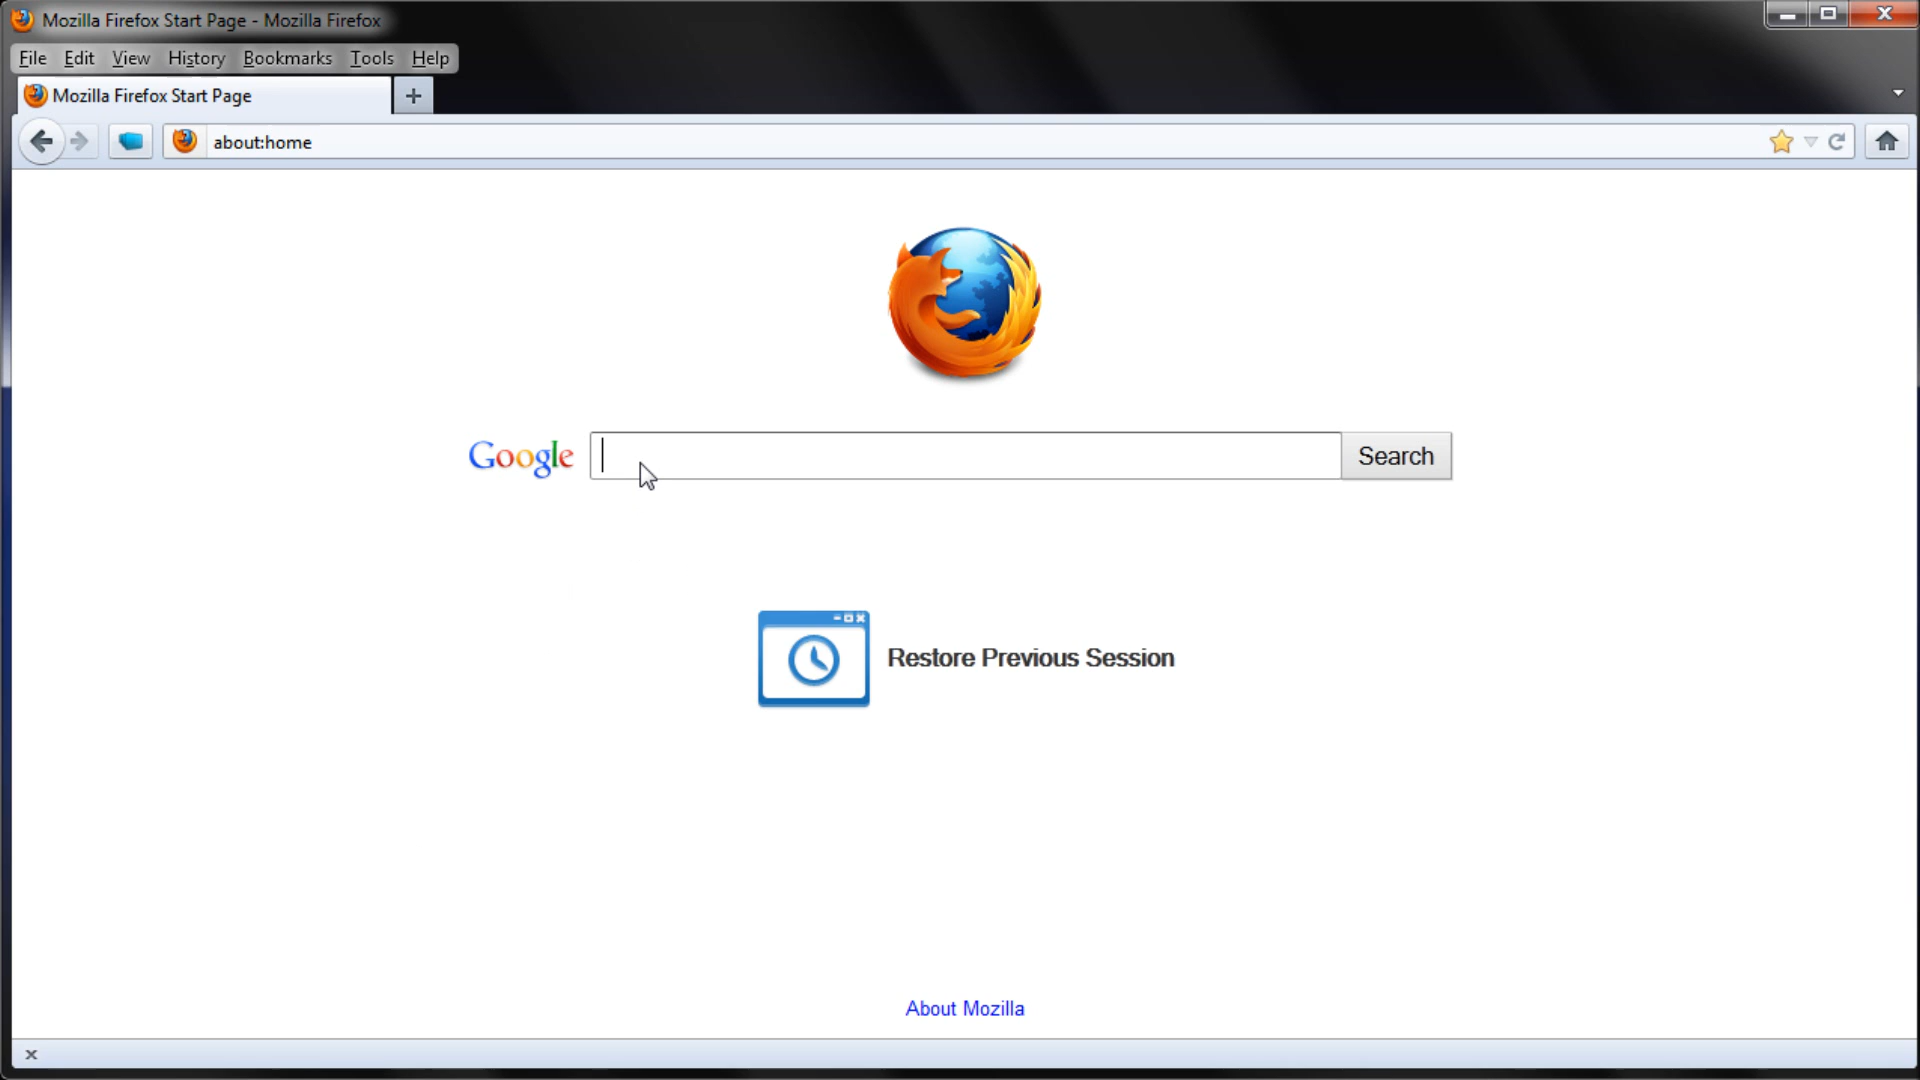 Mozilla Firefox Start Page - Mozilla Firefox
File Edit View History Bookmarks Tools Help
Mozilla Firefox Start Page
about:home
Google
Search
Restore Previous Session
About Mozilla